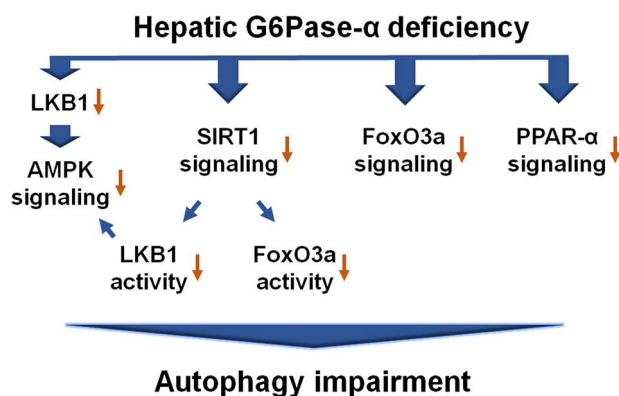 Hepatic G6Pase-α deficiency
LKB1
AMPK
signaling
SIRT1
signaling
FoxO3a
signaling
PPAR-α
signaling
LKB1
activity
FoxO3a
activity
Autophagy impairment